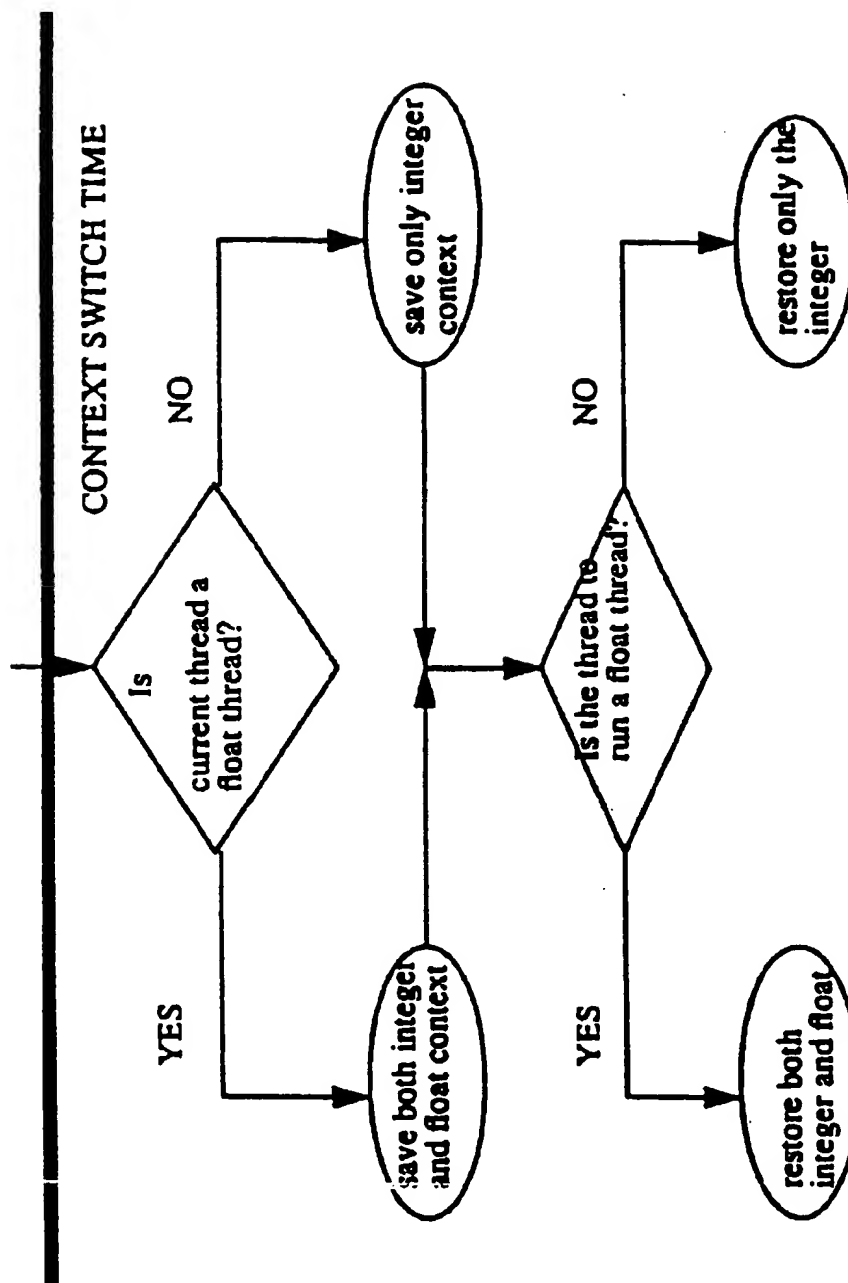 CONTEXT SWITCH TIME
Is
current thread a
float thread?
YES
NO
save both integer
and float context
save only integer
context
Is the thread to
run a float thread?
YES
NO
restore both
integer and float
restore only the
integer